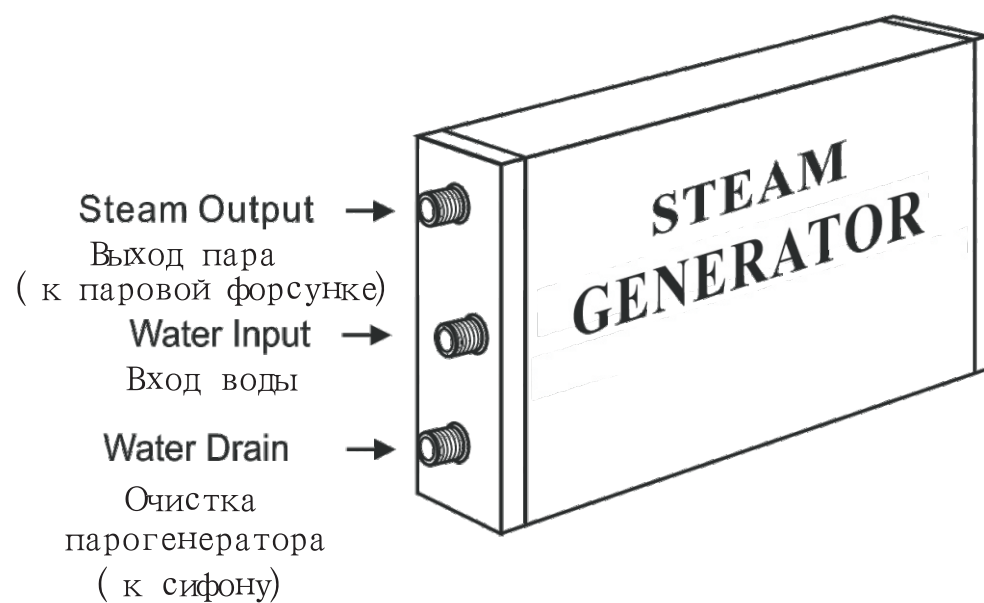 Steam Output
Выход пара
( к паровой форсунке)
Water Input
Вход воды
Water Drain
Очистка
парогенератора
( к сифону)
STEAM
GENERATOR